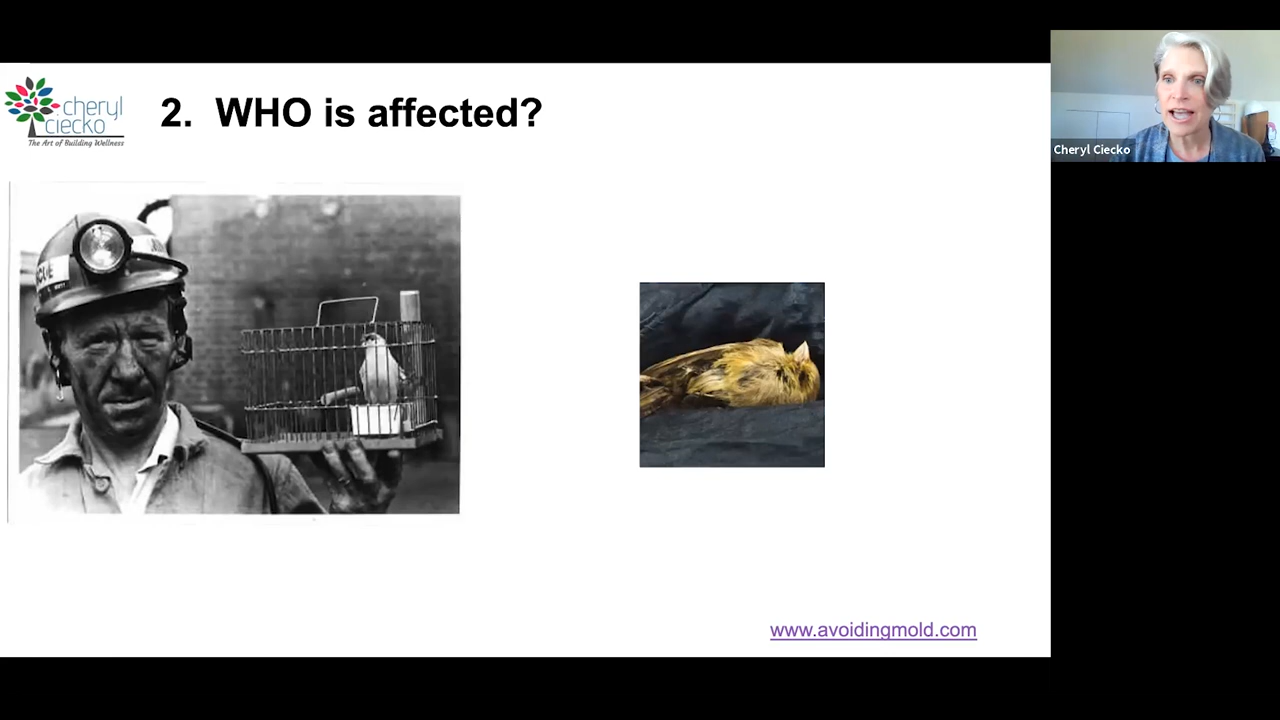 cheryl
ciecko
The Art of Building Wellness
2. WHO is affected?
Cheryl Ciecko
www.avoidingmold.com